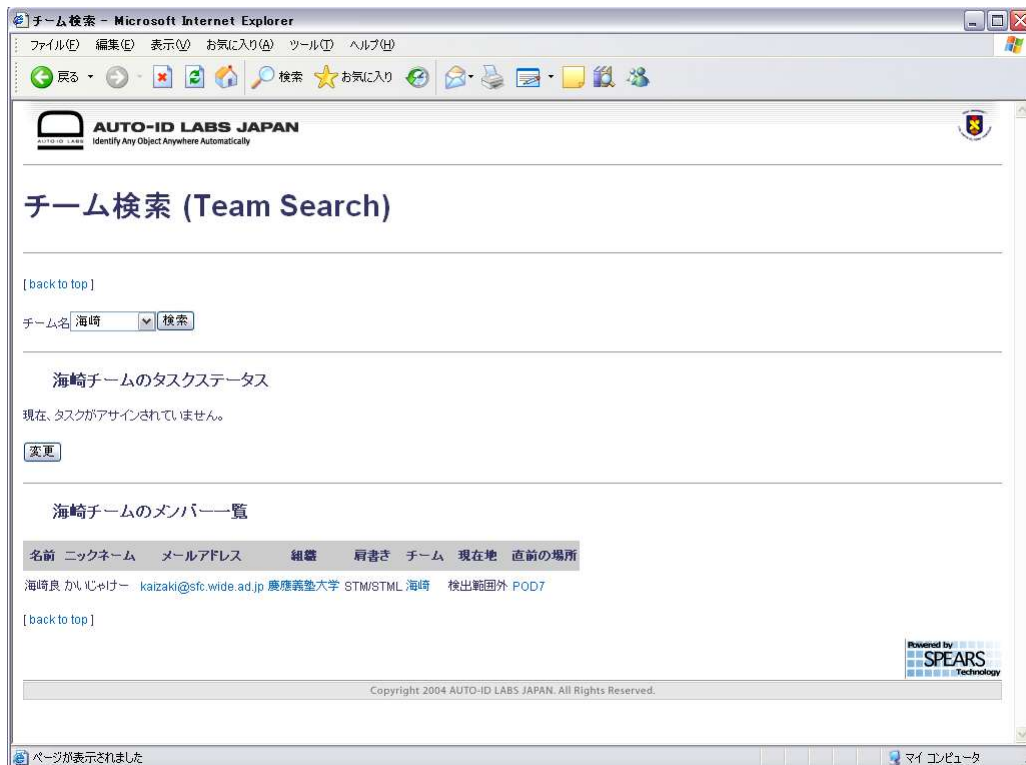 チーム検索 - Microsoft Internet Explorer
ファイル(F) 編集(E) 表示(V) お気に入り(A) ツール(T) ヘルプ(H)
戻る 検索 お気に入り
AUTO-ID LABS
AUTO-ID LABS JAPAN
Identify Any Object Anywhere Automatically
チーム検索 (Team Search)
[ back to top ]
チーム名 海崎 検索
海崎チームのタスクステータス
現在、タスクがアサインされていません。
変更
海崎チームのメンバー一覧
名前 ニックネーム メールアドレス 組織 肩書き チーム 現在地 直前の場所
海崎良 かいじゃけー kaizaki@sfc.wide.ad.jp 慶應義塾大学 STM/STML 海崎 検出範囲外 POD7
[ back to top ]
Powered by
SPEARS
Technology
Copyright 2004 AUTO-ID LABS JAPAN. All Rights Reserved.
ページが表示されました マイ コンピュータ